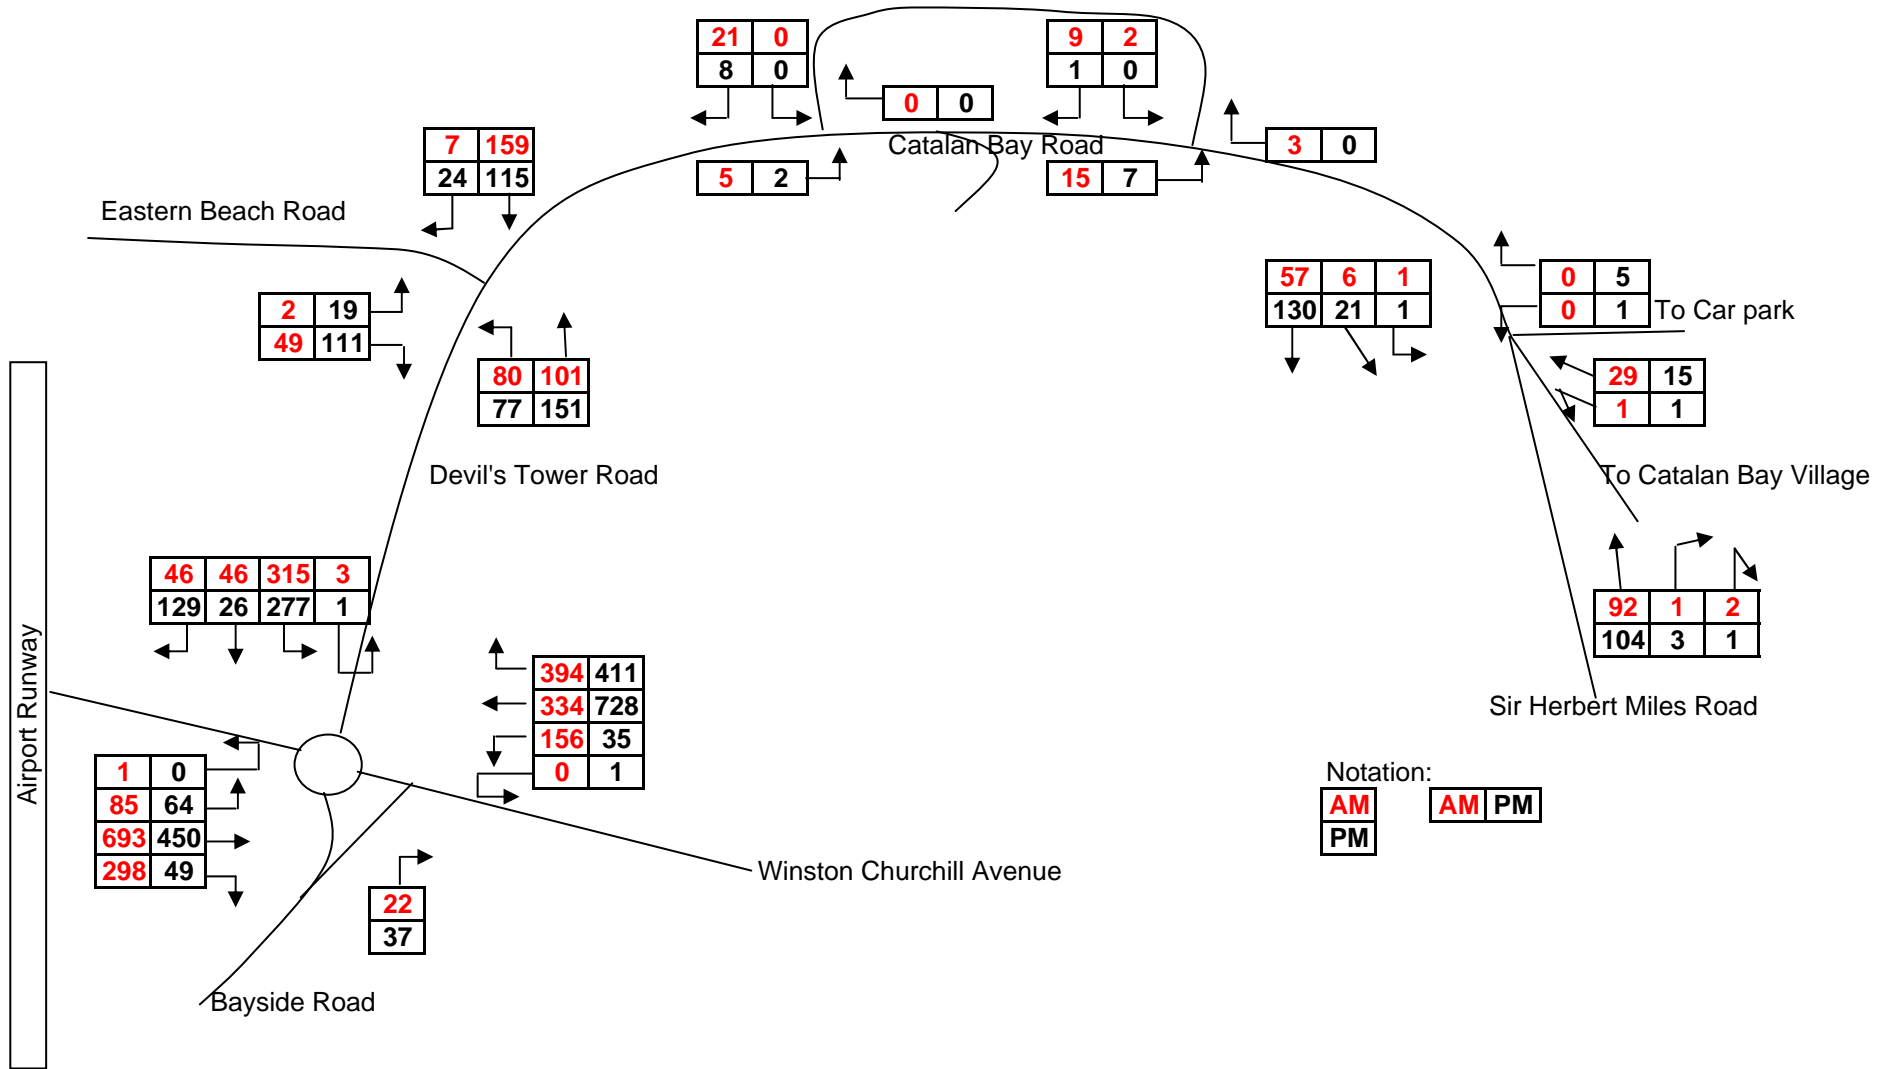 21 0
8 0
9 2
1 0
0 0
Catalan Bay Road
3 0
7 159
24 115
5 2
15 7
Eastern Beach Road
57 6 1
130 21 1
0 5
0 1
To Car park
2 19
49 111
80 101
77 151
29 15
1 1
Devil's Tower Road
To Catalan Bay Village
46 46 315 3
129 26 277 1
92 1 2
104 3 1
Airport Runway
394 411
334 728
156 35
0 1
Sir Herbert Miles Road
1 0
85 64
693 450
298 49
Notation:
AM AM PM
PM
Winston Churchill Avenue
22
37
Bayside Road